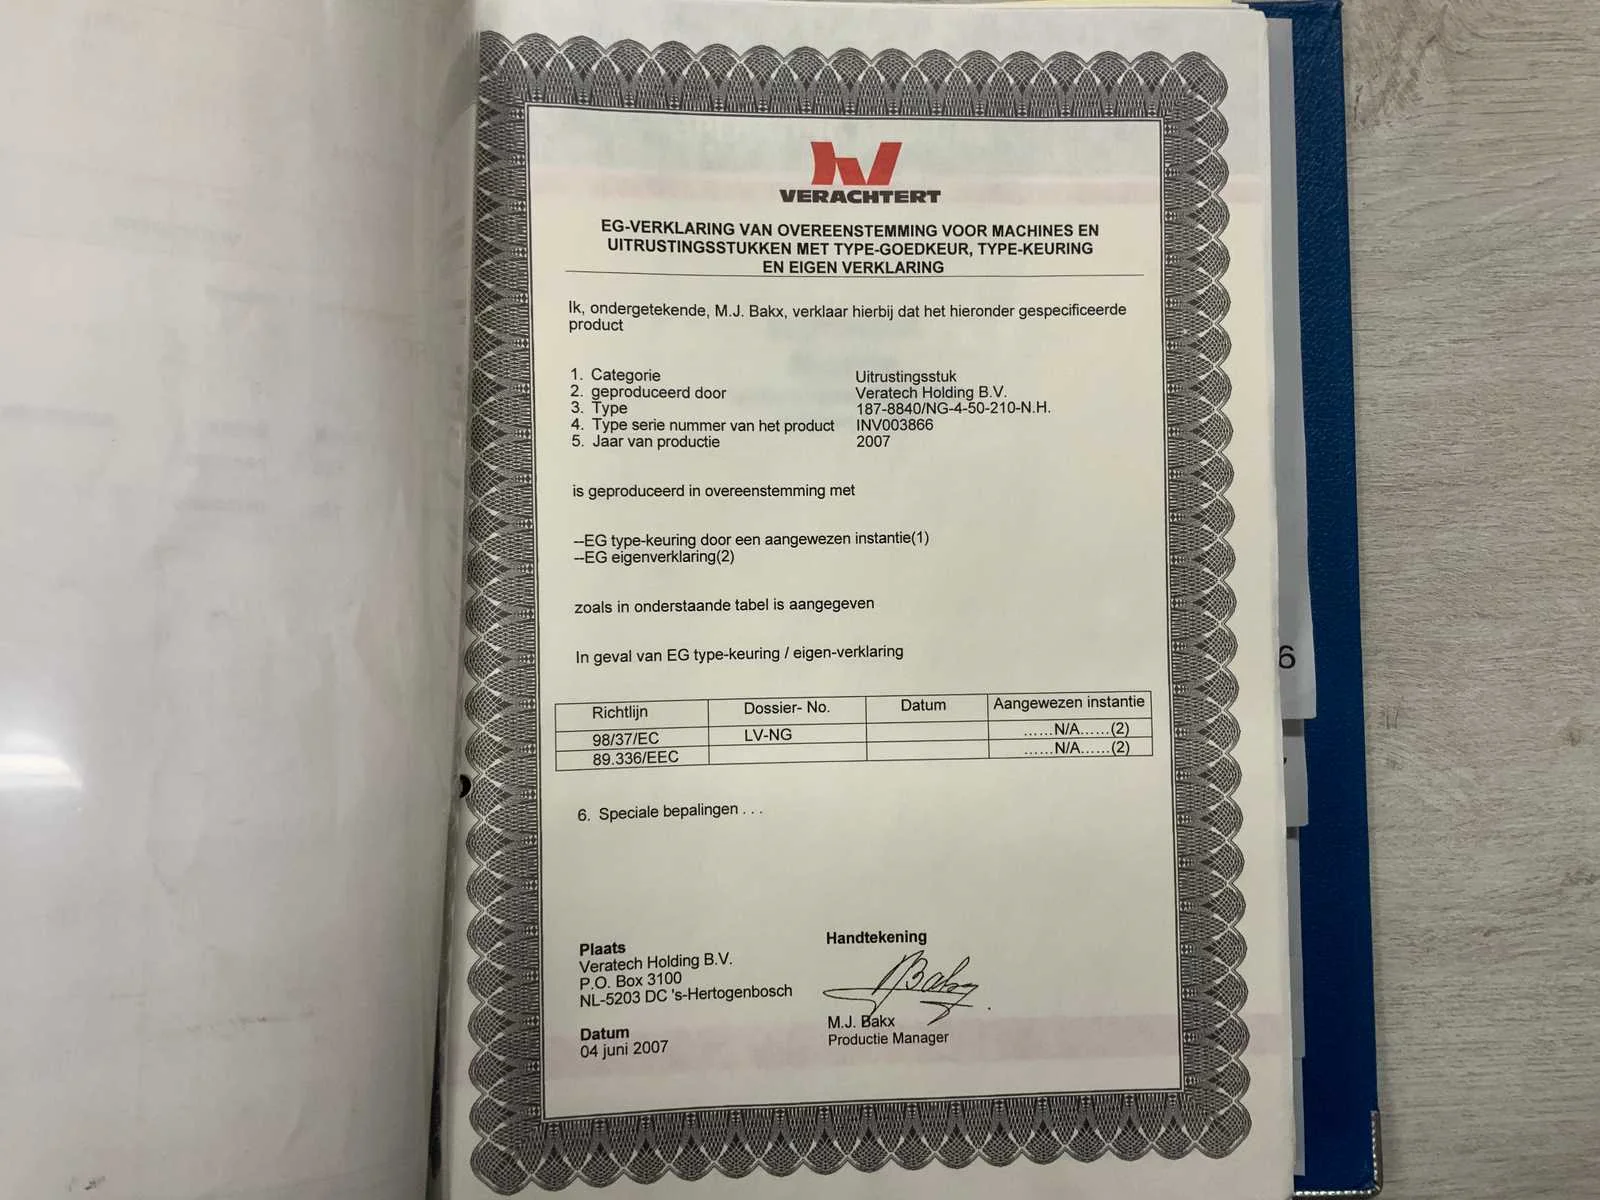 VERACHTERT
EG-VERKLARING VAN OVEREENSTEMMING VOOR MACHINES EN
UITRUSTINGSSTUKKEN MET TYPE-GOEDKEUR, TYPE-KEURING
EN EIGEN VERKLARING
Ik, ondergetekende, M.J. Bakx, verklaar hierbij dat het hieronder gespecificeerde
product
1. Categorie Uitrustingsstuk
2. geproduceerd door Veratech Holding B.V.
3. Type 187-8840/NG-4-50-210-N.H.
4. Type serie nummer van het product INV003866
5. Jaar van productie 2007
is geproduceerd in overeenstemming met
--EG type-keuring door een aangewezen instantie(1)
--EG eigenverklaring(2)
zoals in onderstaande tabel is aangegeven
In geval van EG type-keuring / eigen-verklaring
Richtlijn Dossier- No. Datum Aangewezen instantie
98/37/EC LV-NG ......N/A......(2)
89.336/EEC ......N/A......(2)
6. Speciale bepalingen . . .
Plaats
Veratech Holding B.V.
P.O. Box 3100
NL-5203 DC 's-Hertogenbosch
Datum
04 juni 2007
Handtekening
Bakx
M.J. Bakx
Productie Manager
6